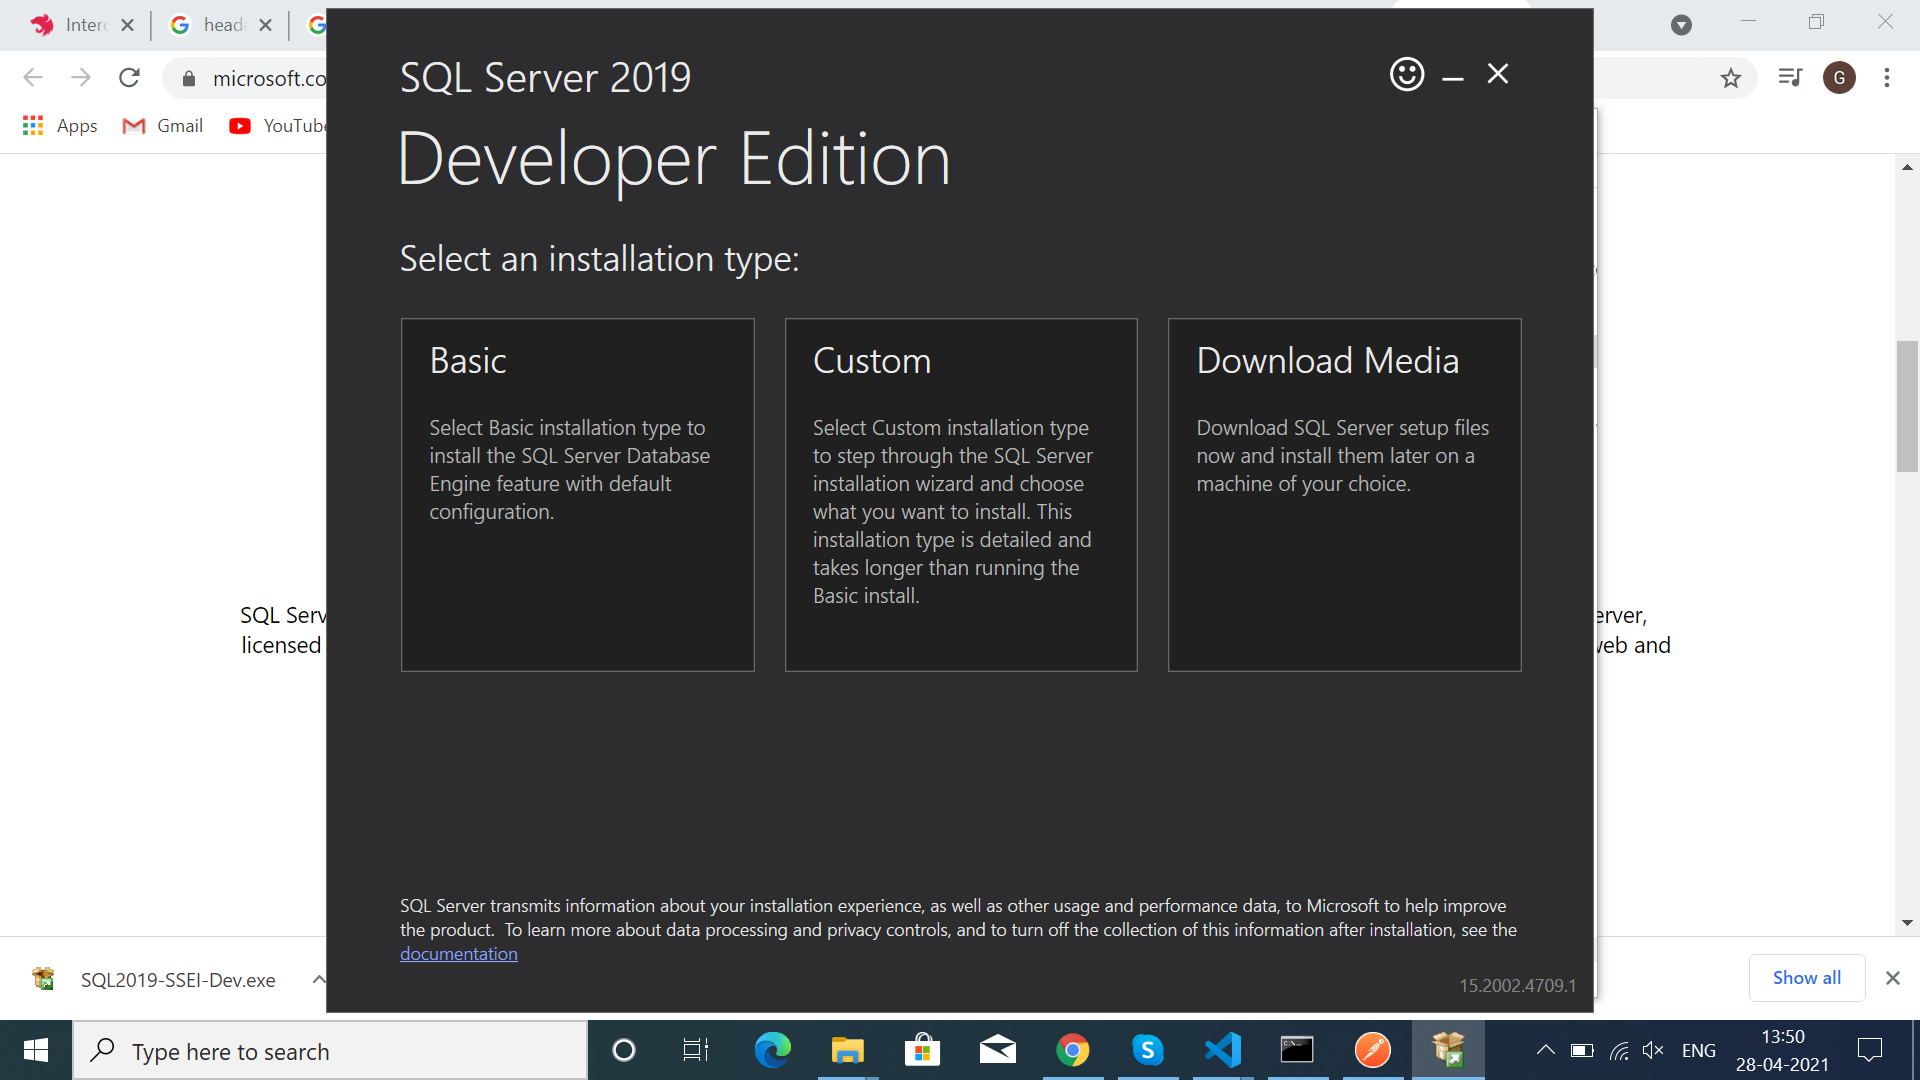 Inter
head
microsoft.co
G
Apps
Gmail
YouTube
SQL Server 2019
Developer Edition
Select an installation type:
Basic
Select Basic installation type to
install the SQL Server Database
Engine feature with default
configuration.
Custom
Select Custom installation type
to step through the SQL Server
installation wizard and choose
what you want to install. This
installation type is detailed and
takes longer than running the
Basic install.
Download Media
Download SQL Server setup files
now and install them later on a
machine of your choice.
SQL Serv
erver,
licensed
veb and
SQL Server transmits information about your installation experience, as well as other usage and performance data, to Microsoft to help improve
the product. To learn more about data processing and privacy controls, and to turn off the collection of this information after installation, see the
documentation
15.2002.4709.1
SQL2019-SSEI-Dev.exe
Show all
Type here to search
ENG
13:50
28-04-2021